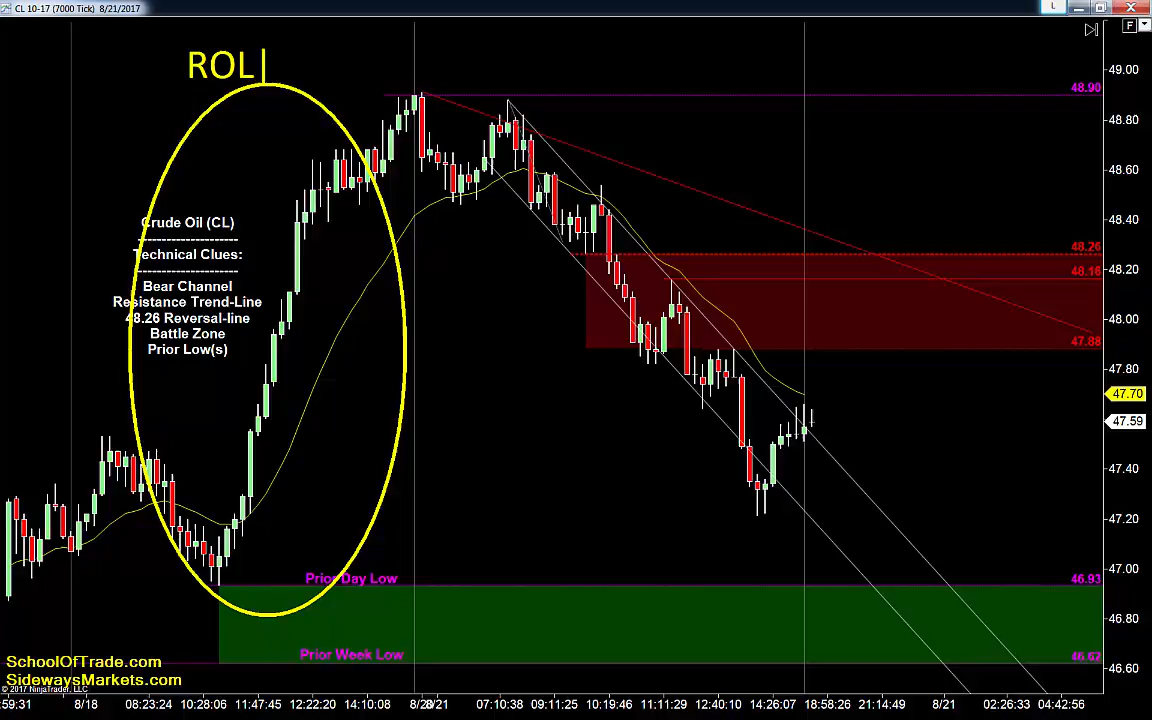 CL 10-17 (7000 Tick) 8/21/2017
L
F
ROL|
49.00
48.90
48.80
48.60
48.40
48.26
48.20
48.16
48.00
47.88
47.80
47.70
47.59
47.40
47.20
47.00
46.93
46.80
46.62
46.60
Crude Oil (CL)
--------------------
Technical Clues:
--------------------
Bear Channel
Resistance Trend-Line
48.26 Reversal-line
Battle Zone
Prior Low(s)
Prior Day Low
Prior Week Low
SchoolOfTrade.com
SidewaysMarkets.com
© 2017 NinjaTrader, LLC
:59:31 8/18 08:23:24 10:28:06 11:47:45 12:22:20 14:10:08 8/20 8/21 07:10:38 09:11:25 10:19:46 11:11:29 12:40:10 14:26:07 18:58:26 21:14:49 8/21 02:26:33 04:42:56